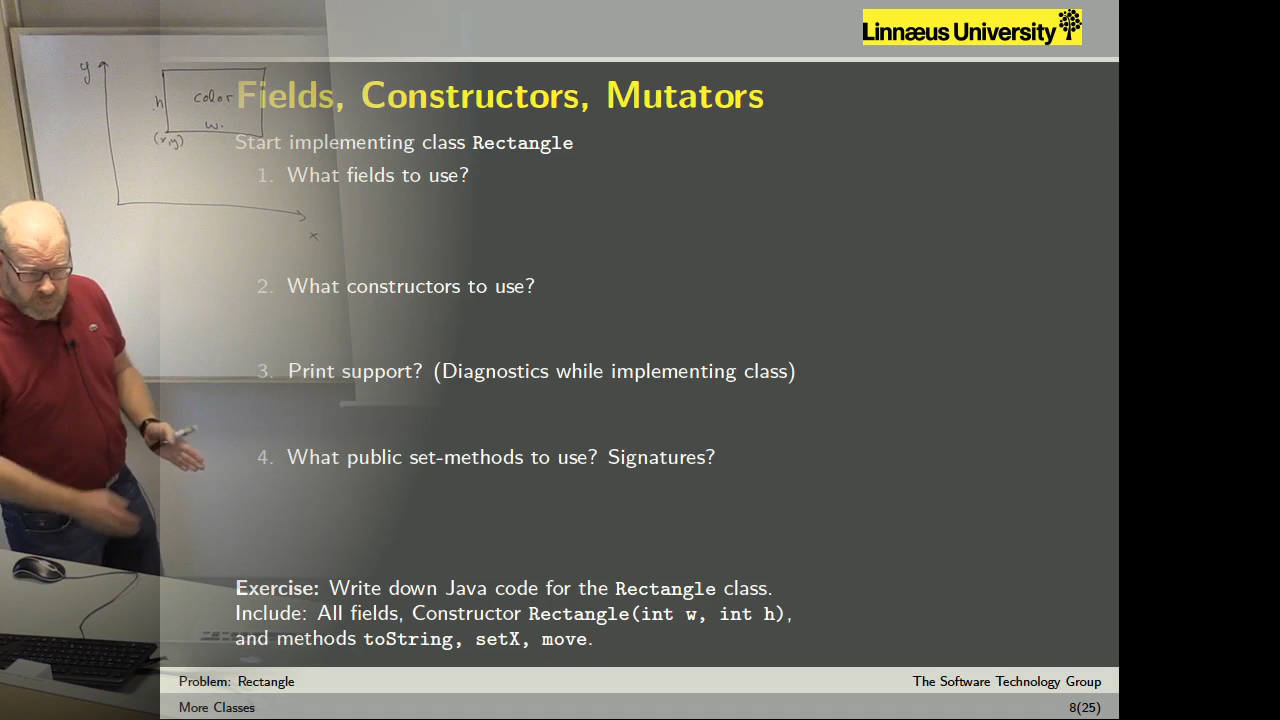 Linnæus University
y
h
color
w
(x,y)
x
Fields, Constructors, Mutators
Start implementing class Rectangle
1. What fields to use?
2. What constructors to use?
3. Print support? (Diagnostics while implementing class)
4. What public set-methods to use? Signatures?
Exercise: Write down Java code for the Rectangle class.
Include: All fields, Constructor Rectangle(int w, int h),
and methods toString, setX, move.
Problem: Rectangle
The Software Technology Group
More Classes
8(25)